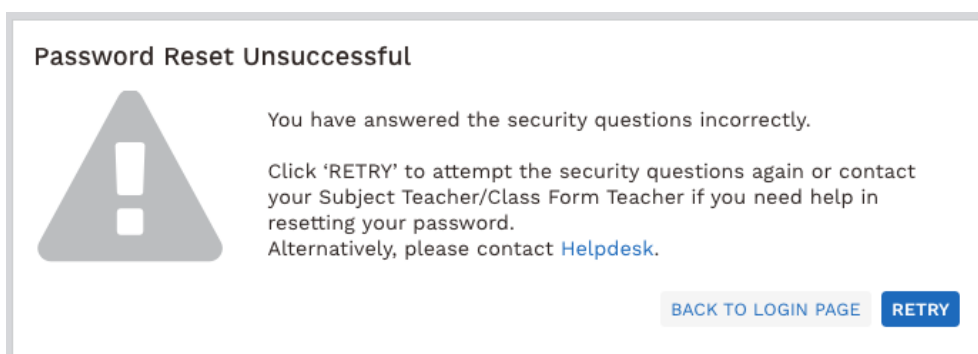 Password Reset Unsuccessful
You have answered the security questions incorrectly.
Click ‘RETRY’ to attempt the security questions again or contact
your Subject Teacher/Class Form Teacher if you need help in
resetting your password.
Alternatively, please contact Helpdesk.
BACK TO LOGIN PAGE RETRY